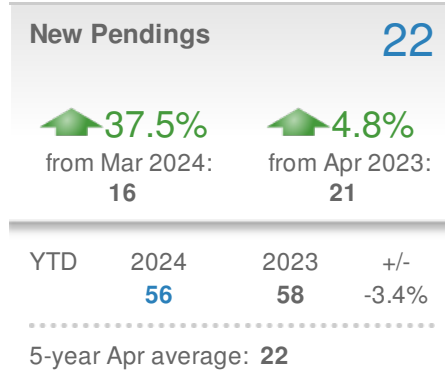 New Pendings 22
37.5% 4.8%
from Mar 2024: from Apr 2023:
16 21
YTD 2024 2023 +/-
56 58 -3.4%
5-year Apr average: 22